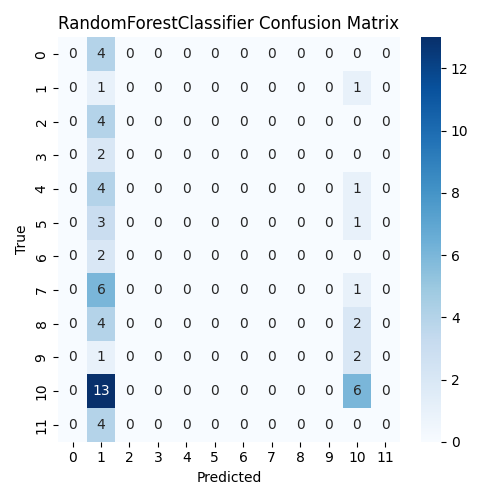 RandomForestClassifier Confusion Matrix
0 0 4 0 0 0 0 0 0 0 0 0 0
1 0 1 0 0 0 0 0 0 0 0 1 0
2 0 4 0 0 0 0 0 0 0 0 0 0
3 0 2 0 0 0 0 0 0 0 0 0 0
4 0 4 0 0 0 0 0 0 0 0 1 0
5 0 3 0 0 0 0 0 0 0 0 1 0
6 0 2 0 0 0 0 0 0 0 0 0 0
7 0 6 0 0 0 0 0 0 0 0 1 0
8 0 4 0 0 0 0 0 0 0 0 2 0
9 0 1 0 0 0 0 0 0 0 0 2 0
10 0 13 0 0 0 0 0 0 0 0 6 0
11 0 4 0 0 0 0 0 0 0 0 0 0
0 1 2 3 4 5 6 7 8 9 10 11
Predicted
True
12
10
8
6
4
2
0